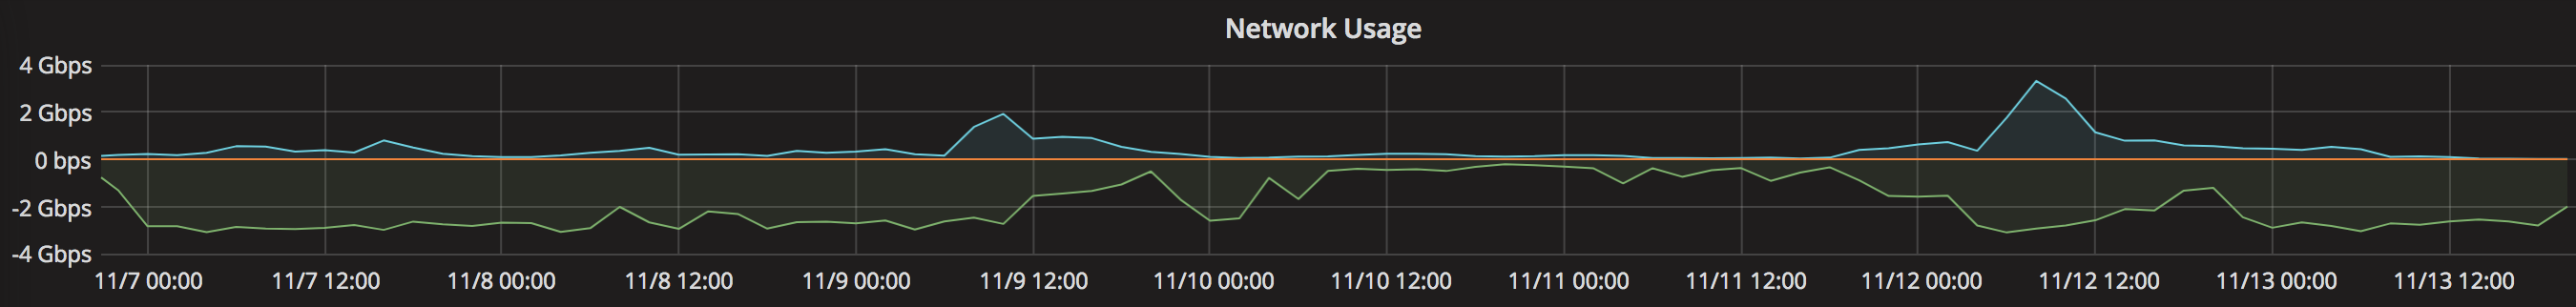 Network Usage
4 Gbps
2 Gbps
0 bps
-2 Gbps
-4 Gbps
11/7 00:00 11/7 12:00 11/8 00:00 11/8 12:00 11/9 00:00 11/9 12:00 11/10 00:00 11/10 12:00 11/11 00:00 11/11 12:00 11/12 00:00 11/12 12:00 11/13 00:00 11/13 12:00